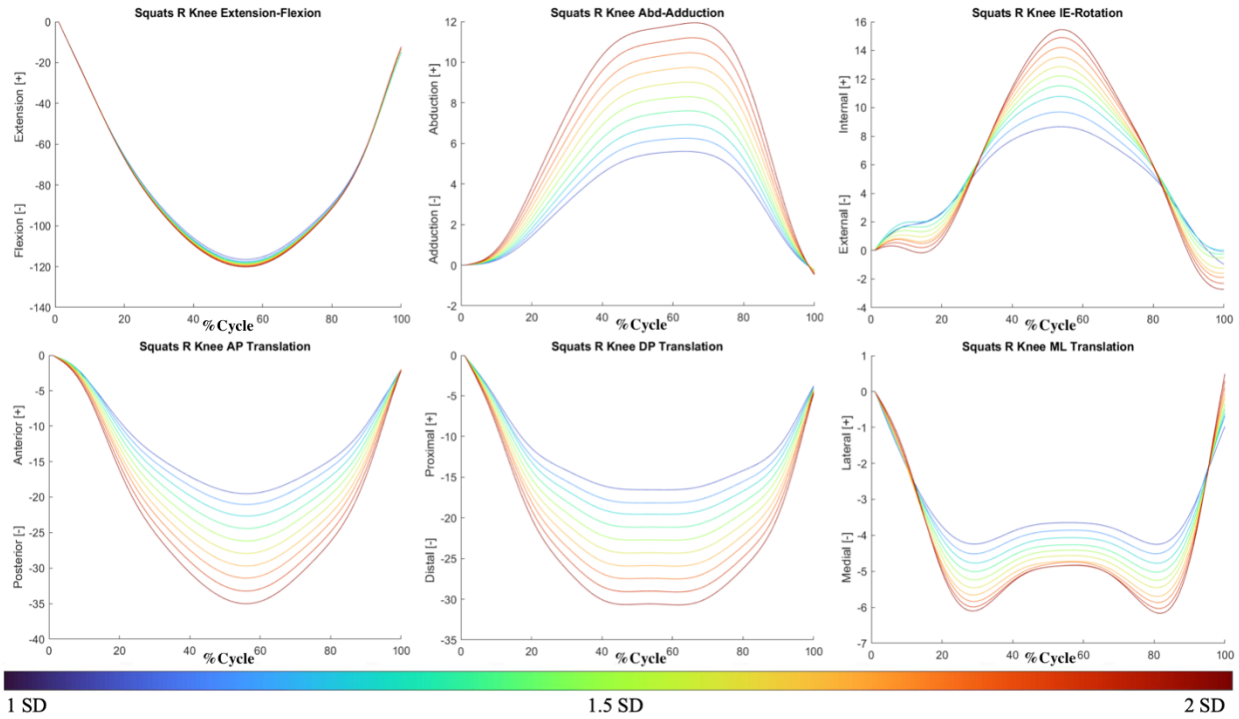 Squats R Knee Extension-Flexion
Extension [+]
Flexion [-]
0
-20
-40
-60
-80
-100
-120
-140
0 20 40 60 80 100
%Cycle
Squats R Knee Abd-Adduction
Abduction [+]
Adduction [-]
12
10
8
6
4
2
0
-2
0 20 40 60 80 100
%Cycle
Squats R Knee IE-Rotation
Internal [+]
External [-]
16
14
12
10
8
6
4
2
0
-2
-4
0 20 40 60 80 100
%Cycle
Squats R Knee AP Translation
Anterior [+]
Posterior [-]
0
-5
-10
-15
-20
-25
-30
-35
-40
0 20 40 60 80 100
%Cycle
Squats R Knee DP Translation
Proximal [+]
Distal [-]
0
-5
-10
-15
-20
-25
-30
-35
0 20 40 60 80 100
%Cycle
Squats R Knee ML Translation
Lateral [+]
Medial [-]
1
0
-1
-2
-3
-4
-5
-6
-7
0 20 40 60 80 100
%Cycle
1 SD 1.5 SD 2 SD